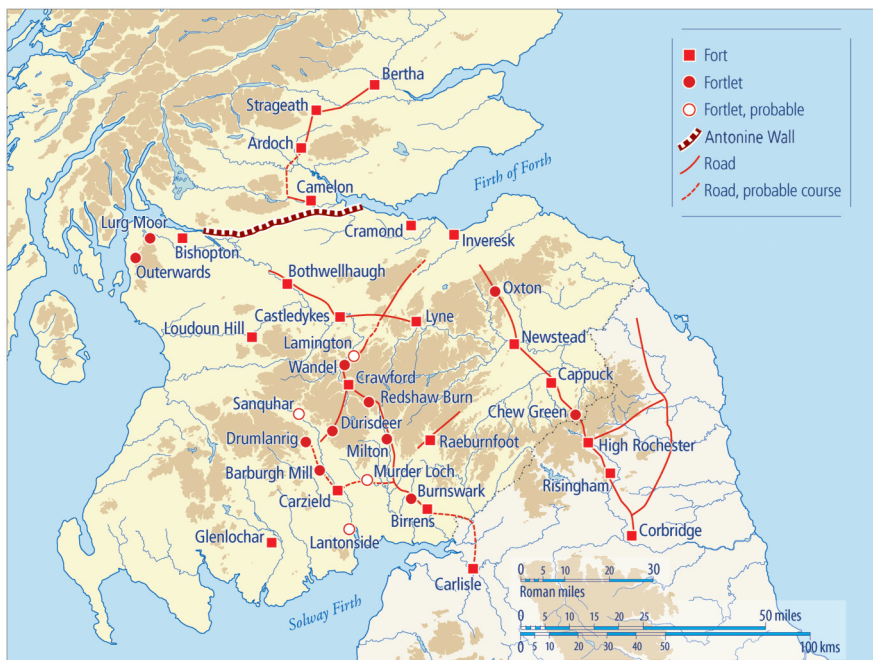 Fort
Fortlet
Fortlet, probable
Antonine Wall
Road
Road, probable course
Bertha
Strageath
Ardoch
Camelon
Firth of Forth
Lurg Moor
Bishopton
Outerwards
Cramond
Inveresk
Bothwellhaugh
Oxton
Castledykes
Lyne
Loudoun Hill
Lamington
Newstead
Wandel
Crawford
Cappuck
Redshaw Burn
Sanquhar
Chew Green
Durisdeer
Drumlanrig
Raeburnfoot
High Rochester
Milton
Barburgh Mill
Murder Loch
Risingham
Carzield
Burnswark
Birrens
Glenlochar
Lantonside
Corbridge
Carlisle
Solway Firth
0 5 10 20 30
Roman miles
0 5 10 15 20 25 50 miles
0 5 10 20 30 40 50 100 kms